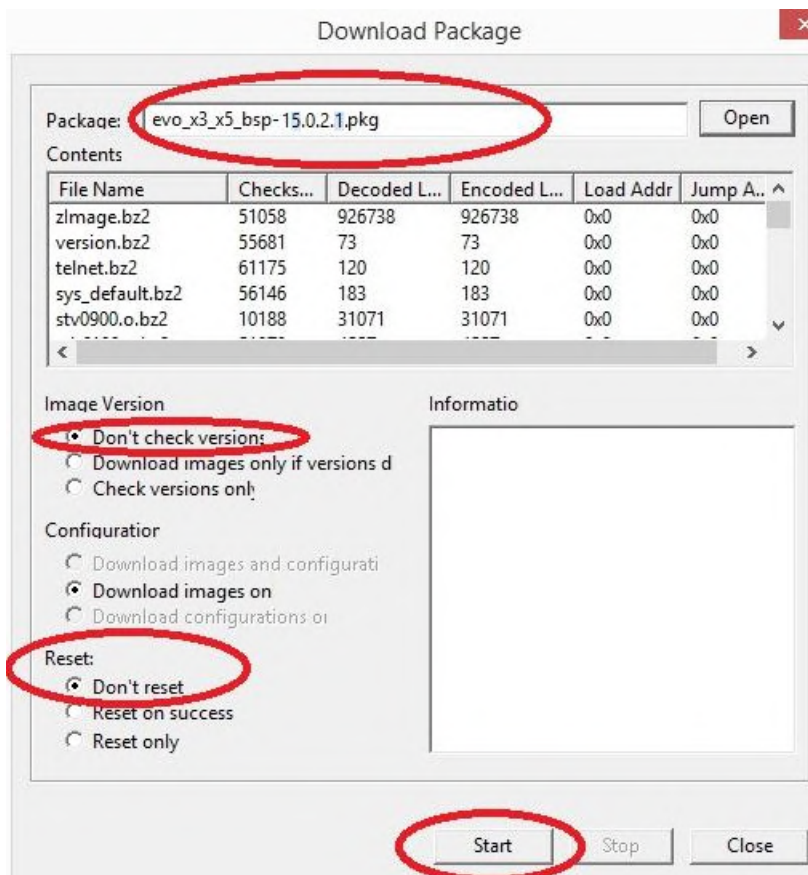 Download Package
Package: evo_x3_x5_bsp-15.0.2.1.pkg Open
Contents
File Name Checks... Decoded L... Encoded L... Load Addr Jump A..
zImage.bz2 51058 926738 926738 0x0 0x0
version.bz2 55681 73 73 0x0 0x0
telnet.bz2 61175 120 120 0x0 0x0
sys_default.bz2 56146 183 183 0x0 0x0
stv0900.o.bz2 10188 31071 31071 0x0 0x0
Image Version
Don't check versions
Download images only if versions d
Check versions only
Informatio
Configuration
Download images and configurati
Download images on
Download configurations or
Reset:
Don't reset
Reset on success
Reset only
Start Stop Close